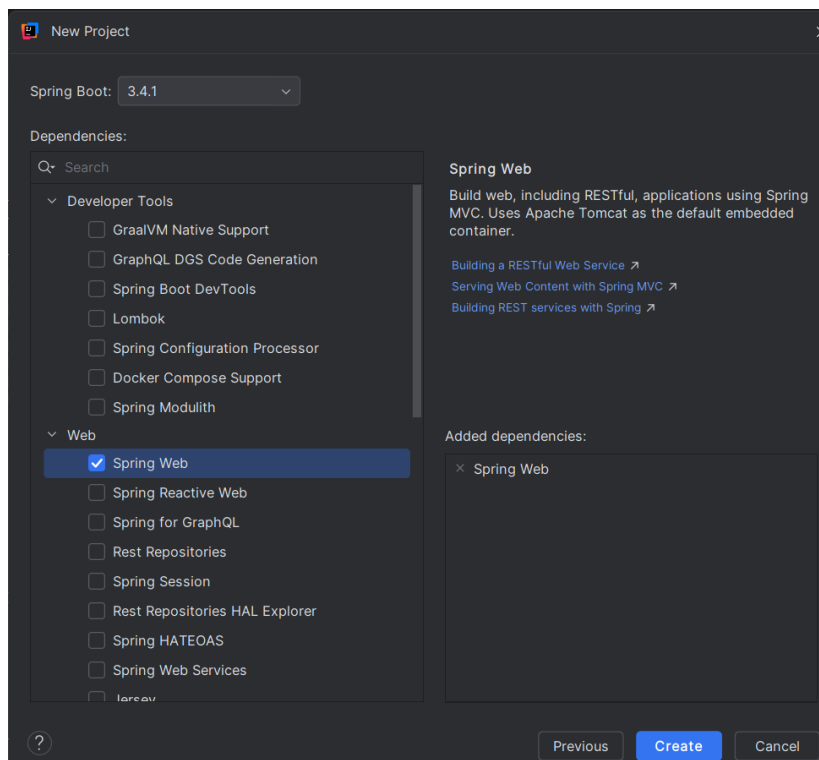 New Project
Spring Boot: 3.4.1
Dependencies:
Search
Developer Tools
GraalVM Native Support
GraphQL DGS Code Generation
Spring Boot DevTools
Lombok
Spring Configuration Processor
Docker Compose Support
Spring Modulith
Web
Spring Web
Spring Reactive Web
Spring for GraphQL
Rest Repositories
Spring Session
Rest Repositories HAL Explorer
Spring HATEOAS
Spring Web Services
Jersey
Spring Web
Build web, including RESTful, applications using Spring
MVC. Uses Apache Tomcat as the default embedded
container.
Building a RESTful Web Service ↗
Serving Web Content with Spring MVC ↗
Building REST services with Spring ↗
Added dependencies:
× Spring Web
?
Previous
Create
Cancel